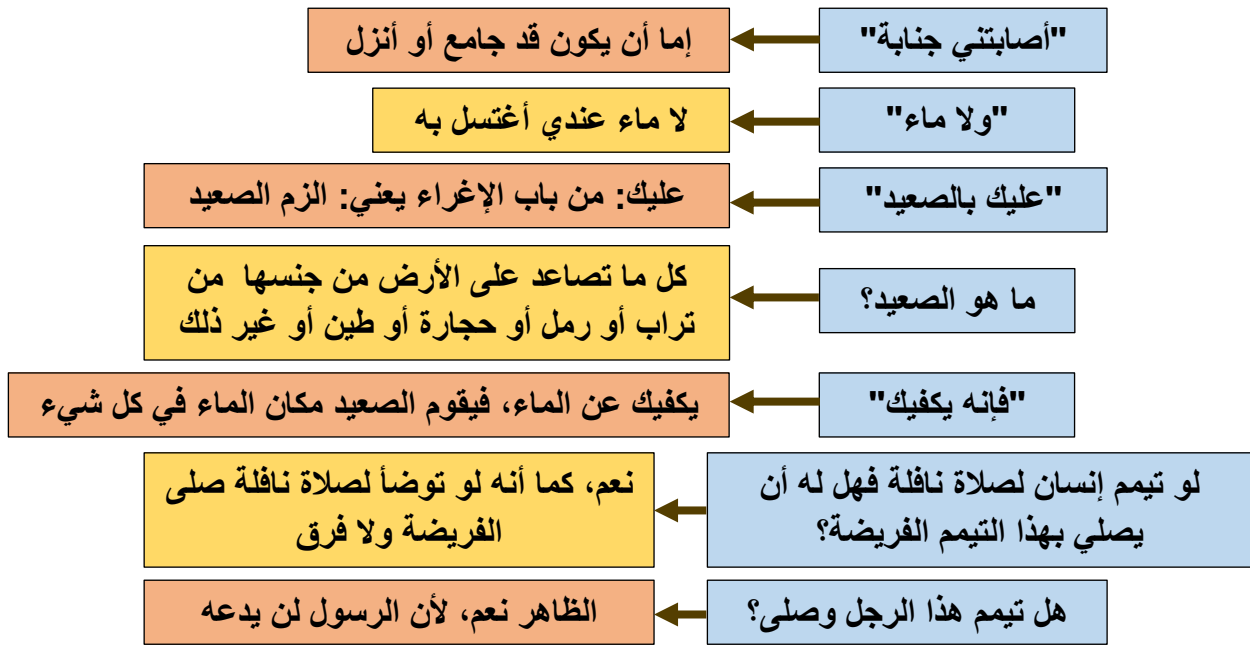 "أصابتني جنابة"
إما أن يكون قد جامع أو أنزل
"ولا ماء"
لا ماء عندي أغتسل به
"عليك بالصعيد"
عليك: من باب الإغراء يعني: الزم الصعيد
ما هو الصعيد؟
كل ما تصاعد على الأرض من جنسها من
تراب أو رمل أو حجارة أو طين أو غير ذلك
"فإنه يكفيك"
يكفيك عن الماء، فيقوم الصعيد مكان الماء في كل شيء
لو تيمم إنسان لصلاة نافلة فهل له أن
يصلي بهذا التيمم الفريضة؟
نعم، كما أنه لو توضأ لصلاة نافلة صلى
الفريضة ولا فرق
هل تيمم هذا الرجل وصلى؟
الظاهر نعم، لأن الرسول لن يدعه